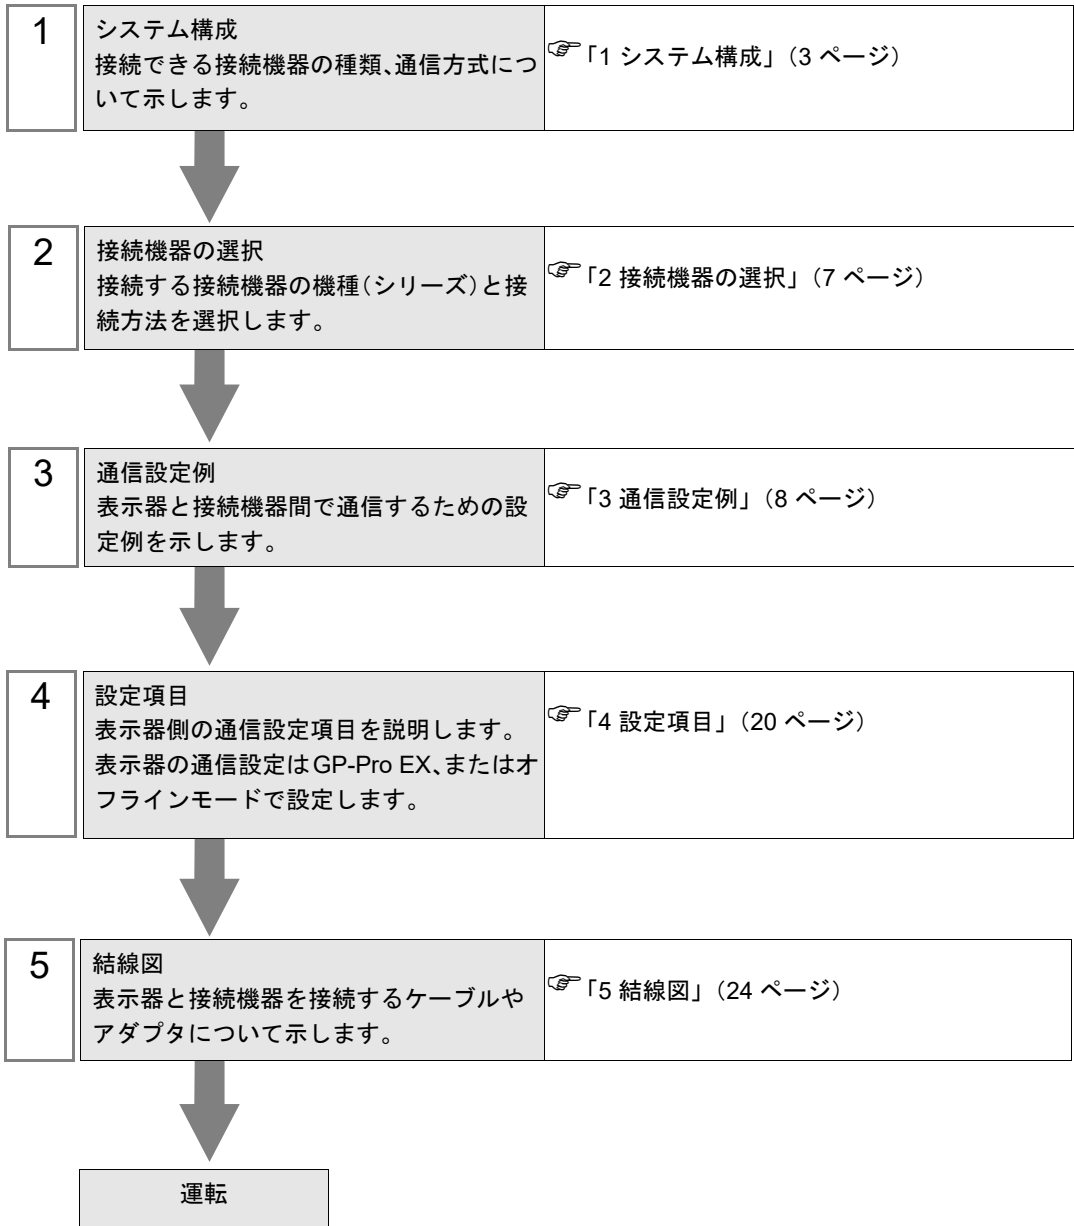 1
システム構成
接続できる接続機器の種類、通信方式につ
いて示します。
☞「1 システム構成」(3 ページ)
2
接続機器の選択
接続する接続機器の機種(シリーズ)と接
続方法を選択します。
☞「2 接続機器の選択」(7 ページ)
3
通信設定例
表示器と接続機器間で通信するための設
定例を示します。
☞「3 通信設定例」(8 ページ)
4
設定項目
表示器側の通信設定項目を説明します。
表示器の通信設定はGP-Pro EX、またはオ
フラインモードで設定します。
☞「4 設定項目」(20 ページ)
5
結線図
表示器と接続機器を接続するケーブルや
アダプタについて示します。
☞「5 結線図」(24 ページ)
運転